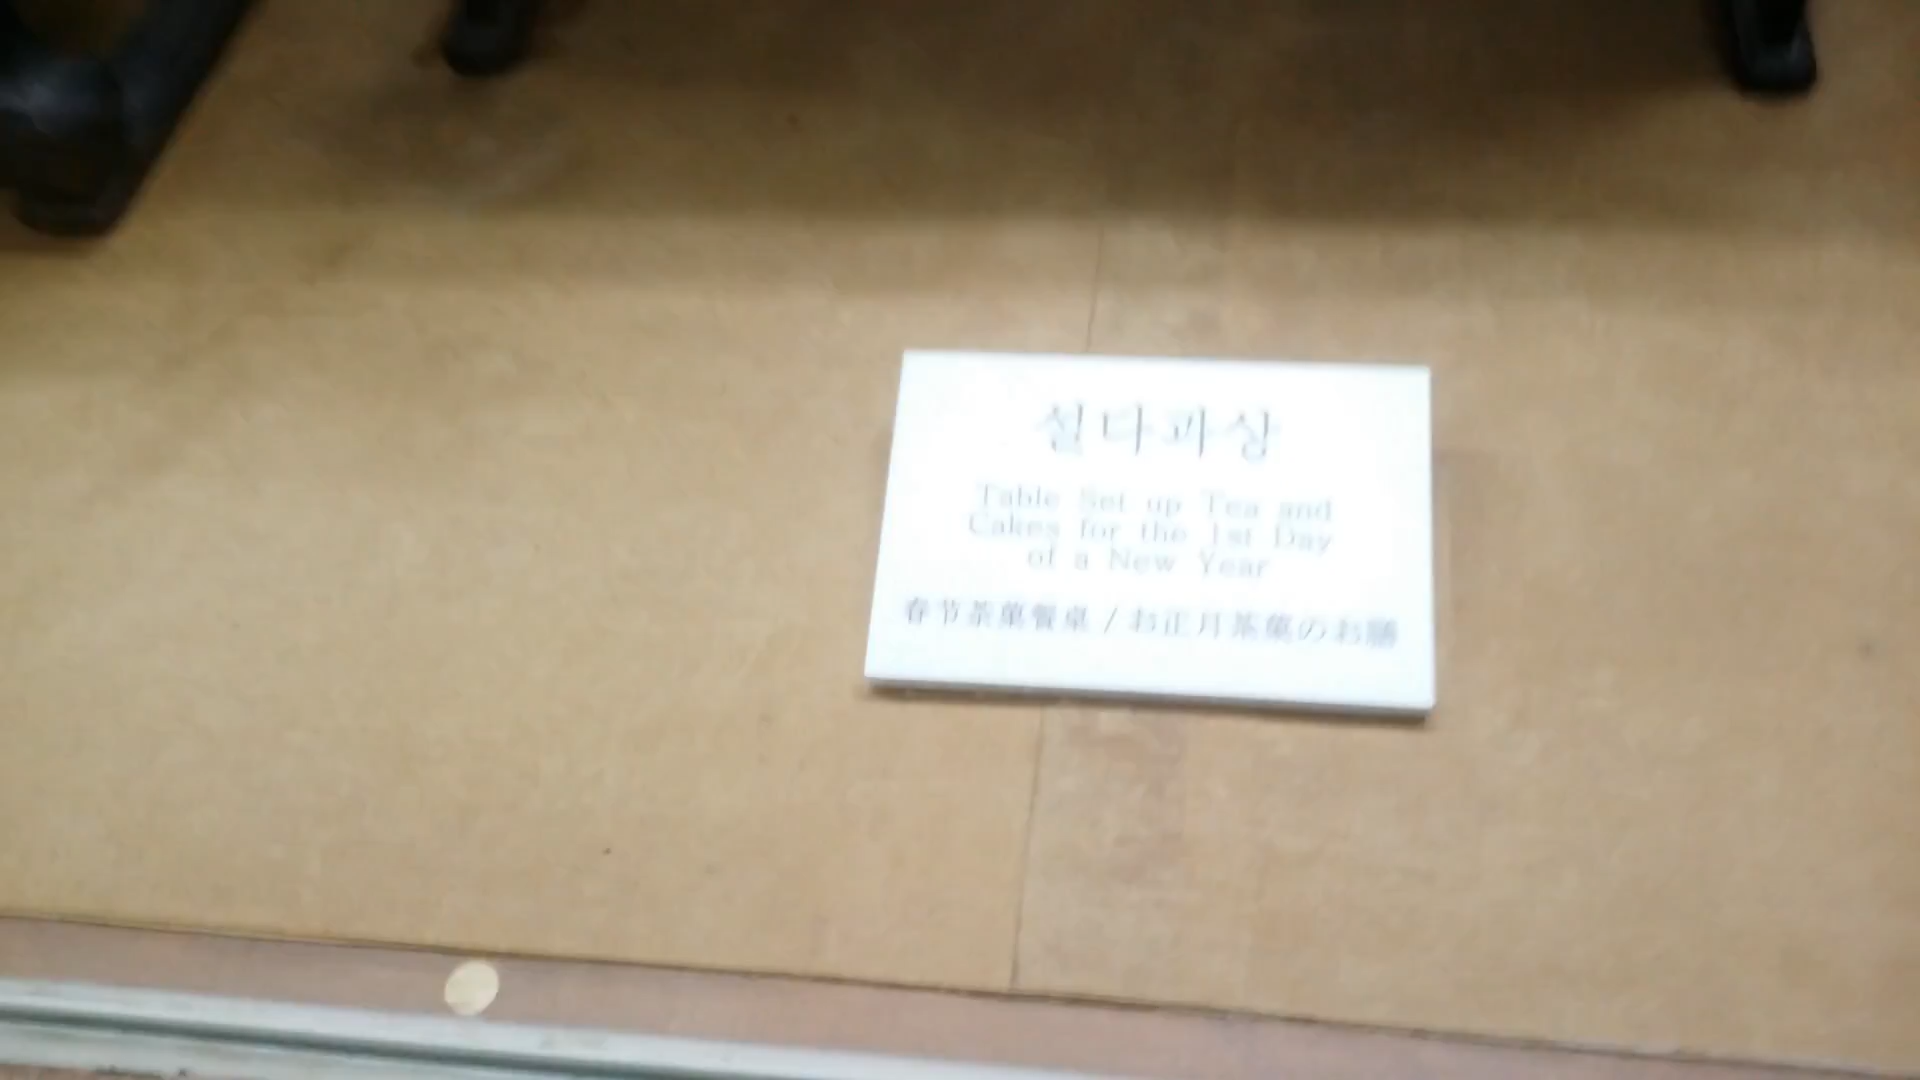 설다과상
Table Set up Tea and
Cakes for the 1st Day
of a New Year
春节茶菓餐桌 / お正月茶菓のお膳